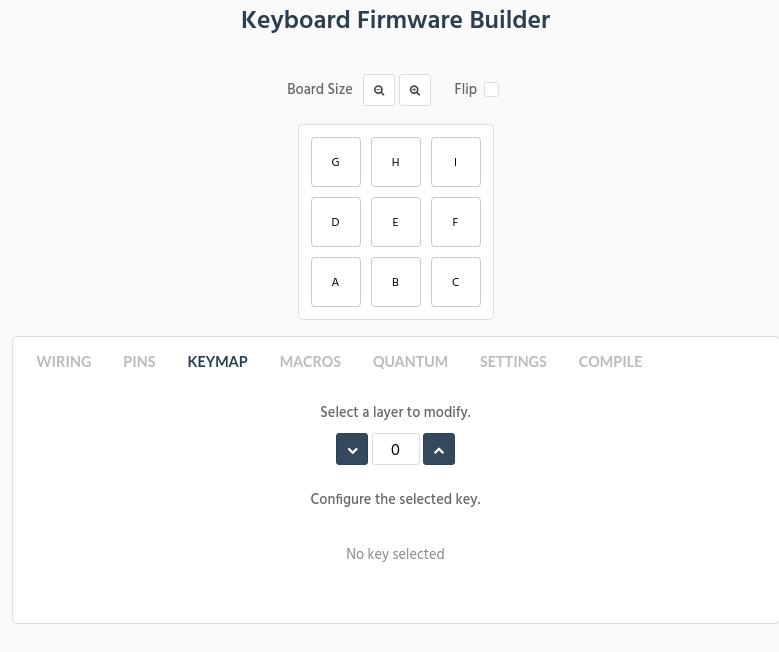 Keyboard Firmware Builder
Board Size Flip
G H I
D E F
A B C
WIRING PINS KEYMAP MACROS QUANTUM SETTINGS COMPILE
Select a layer to modify.
0
Configure the selected key.
No key selected